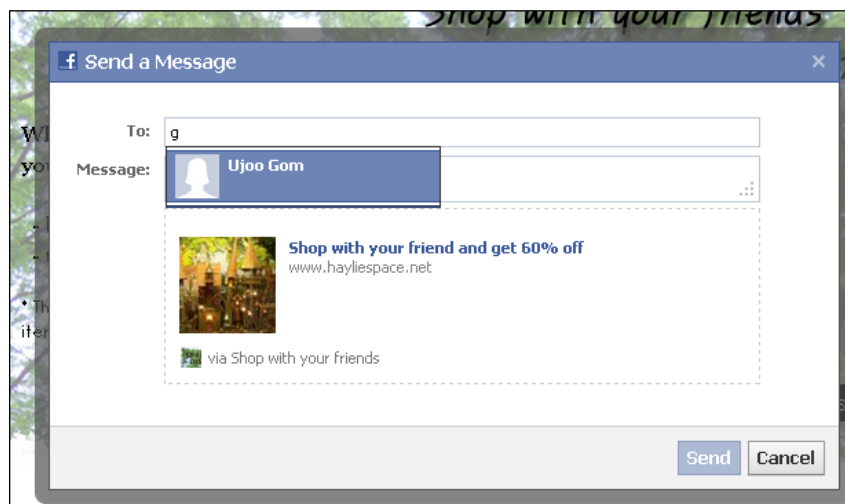 Shop with your friends
Send a Message
To: g
Ujoo Gom
Message:
Shop with your friend and get 60% off
www.hayliespace.net
via Shop with your friends
Send Cancel